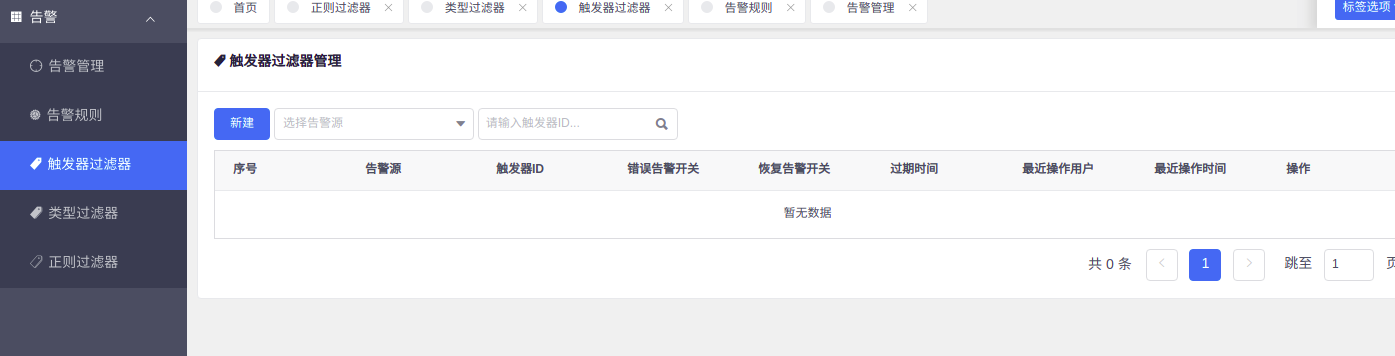 告警
首页 正则过滤器 类型过滤器 触发器过滤器 告警规则 告警管理 标签选项
告警管理
告警规则
触发器过滤器
类型过滤器
正则过滤器
触发器过滤器管理
新建 选择告警源 请输入触发器ID...
序号 告警源 触发器ID 错误告警开关 恢复告警开关 过期时间 最近操作用户 最近操作时间 操作
暂无数据
共 0 条 1 跳至 1 页